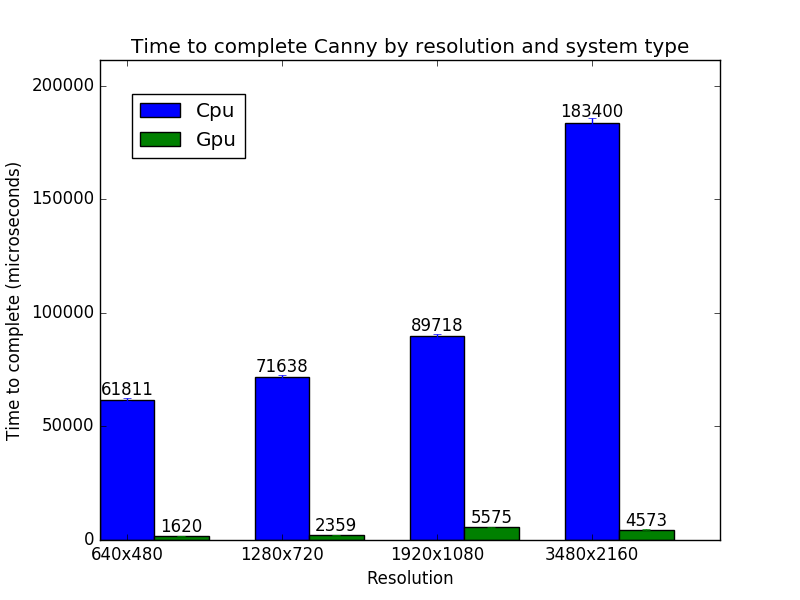 Time to complete Canny by resolution and system type
Time to complete (microseconds)
200000
150000
100000
50000
0
Cpu
Gpu
61811
1620
71638
2359
89718
5575
183400
4573
640x480
1280x720
1920x1080
3480x2160
Resolution